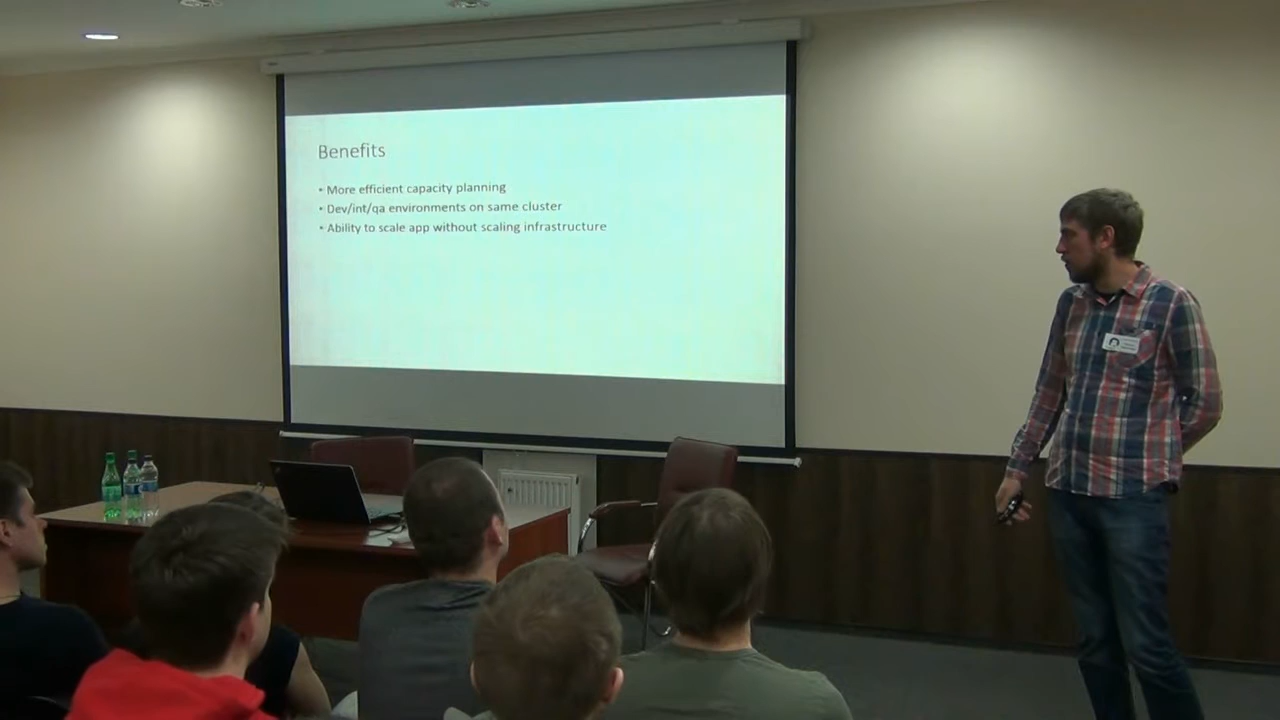 Benefits
• More efficient capacity planning
• Dev/int/qa environments on same cluster
• Ability to scale app without scaling infrastructure